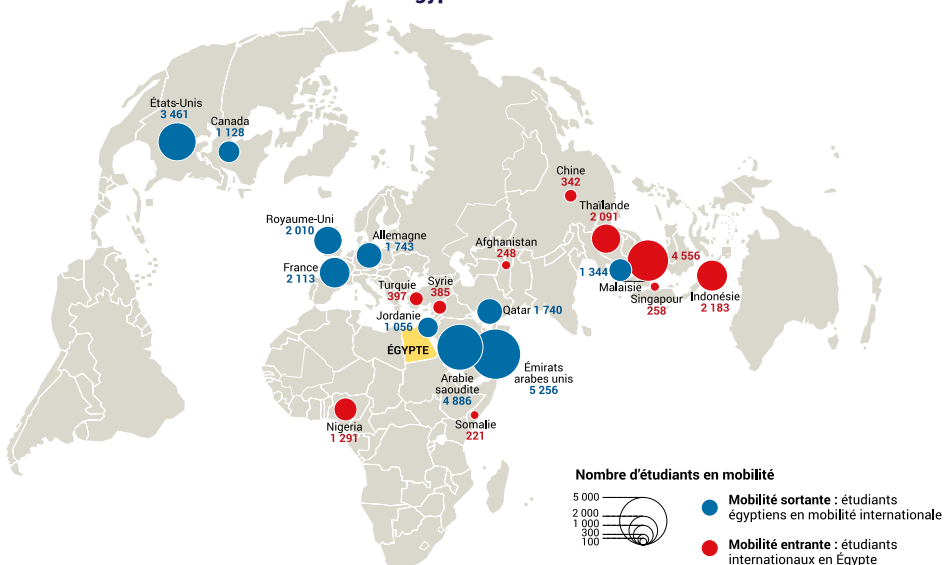 États-Unis
3 461
Canada
1 128
Chine
342
Thaïlande
2 091
Royaume-Uni
2 010
Allemagne
1 743
Afghanistan
248
4 556
1 344
Malaisie
France
2 113
Turquie
397
Syrie
385
Singapour
258
Indonésie
2 183
Qatar 1 740
Jordanie
1 056
ÉGYPTE
Arabie
saoudite
4 886
Émirats
arabes unis
5 256
Nigeria
1 291
Somalie
221
Nombre d'étudiants en mobilité
5 000
2 000
1 000
300
100
Mobilité sortante : étudiants
égyptiens en mobilité internationale
Mobilité entrante : étudiants
internationaux en Égypte